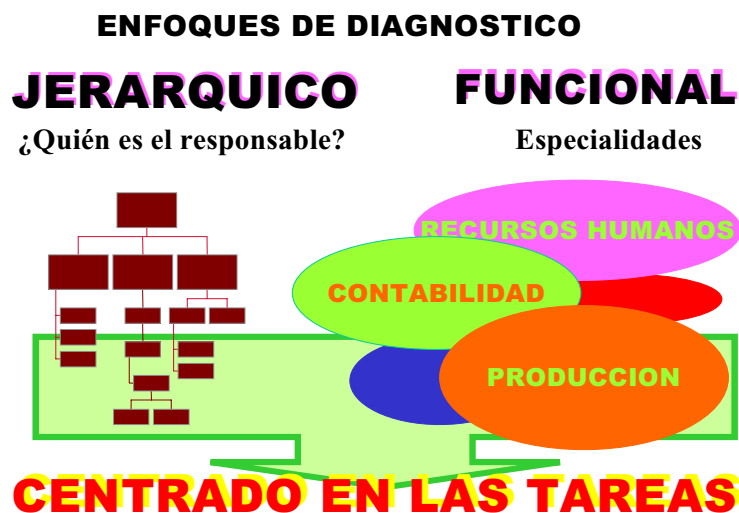 ENFOQUES DE DIAGNOSTICO
JERARQUICO
¿Quién es el responsable?
FUNCIONAL
Especialidades
RECURSOS HUMANOS
CONTABILIDAD
PRODUCCION
CENTRADO EN LAS TAREAS